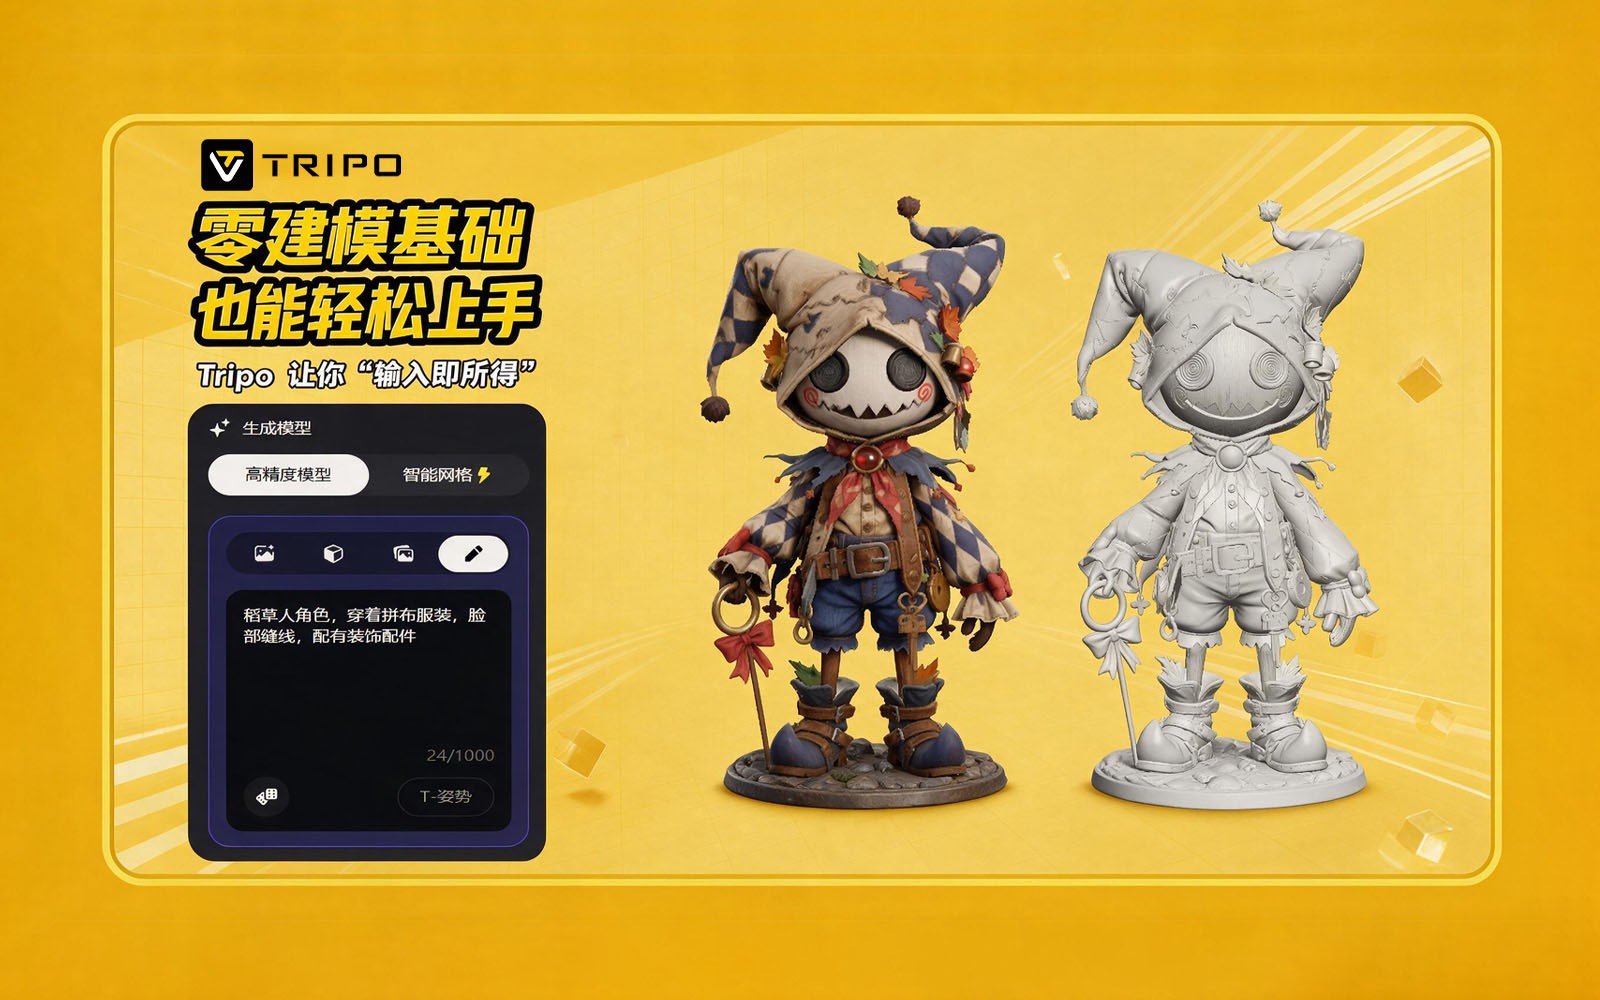 TRIPO
零建模基础
也能轻松上手
Tripo 让你“输入即所得”
生成模型
高精度模型 智能网格
稻草人角色，穿着拼布服装，脸
部缝线，配有装饰配件
24/1000
T-姿势